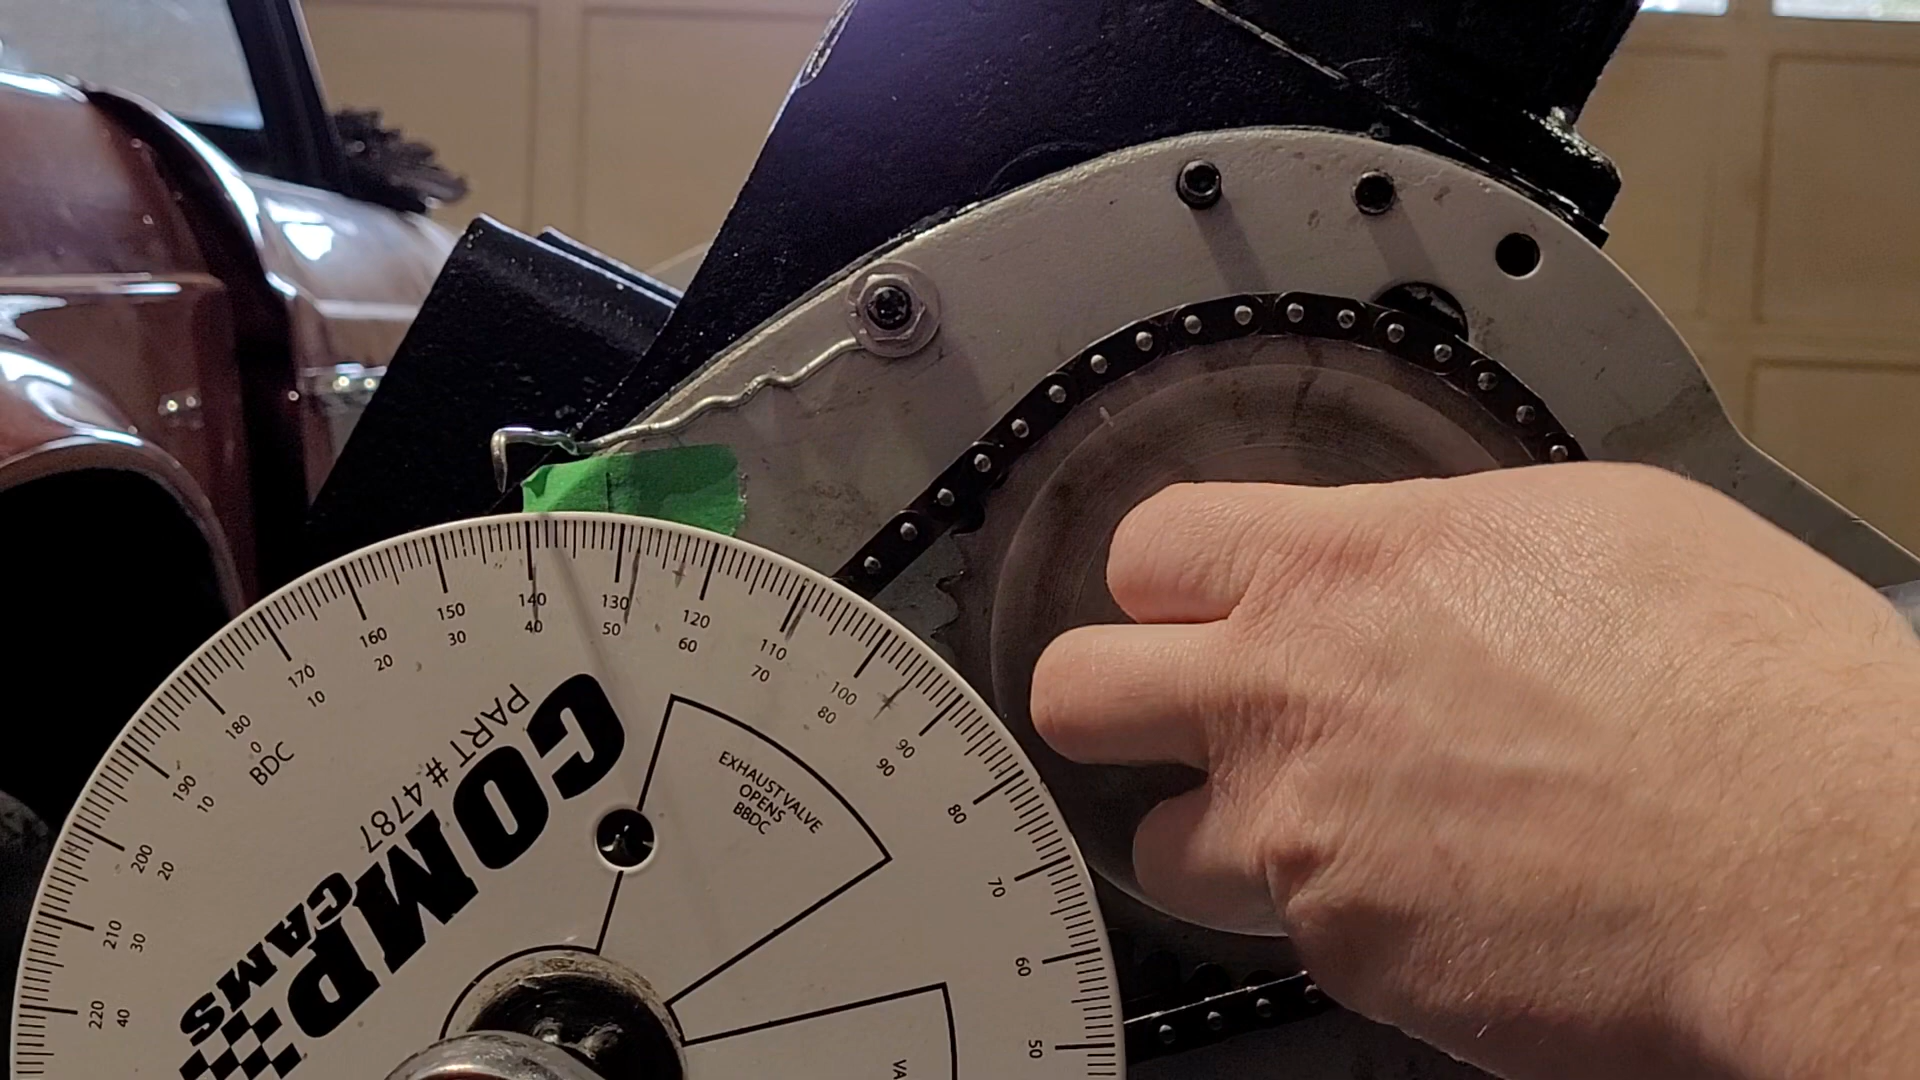 220 40
210 30
200 20
190 10
180 0
BDC
170 10
160 20
150 30
140 40
130 50
120 60
110 70
100 80
90 90
80
70
60
50
COMP
CAMS
PART # 4787
EXHAUST VALVE
OPENS
BBDC
VA